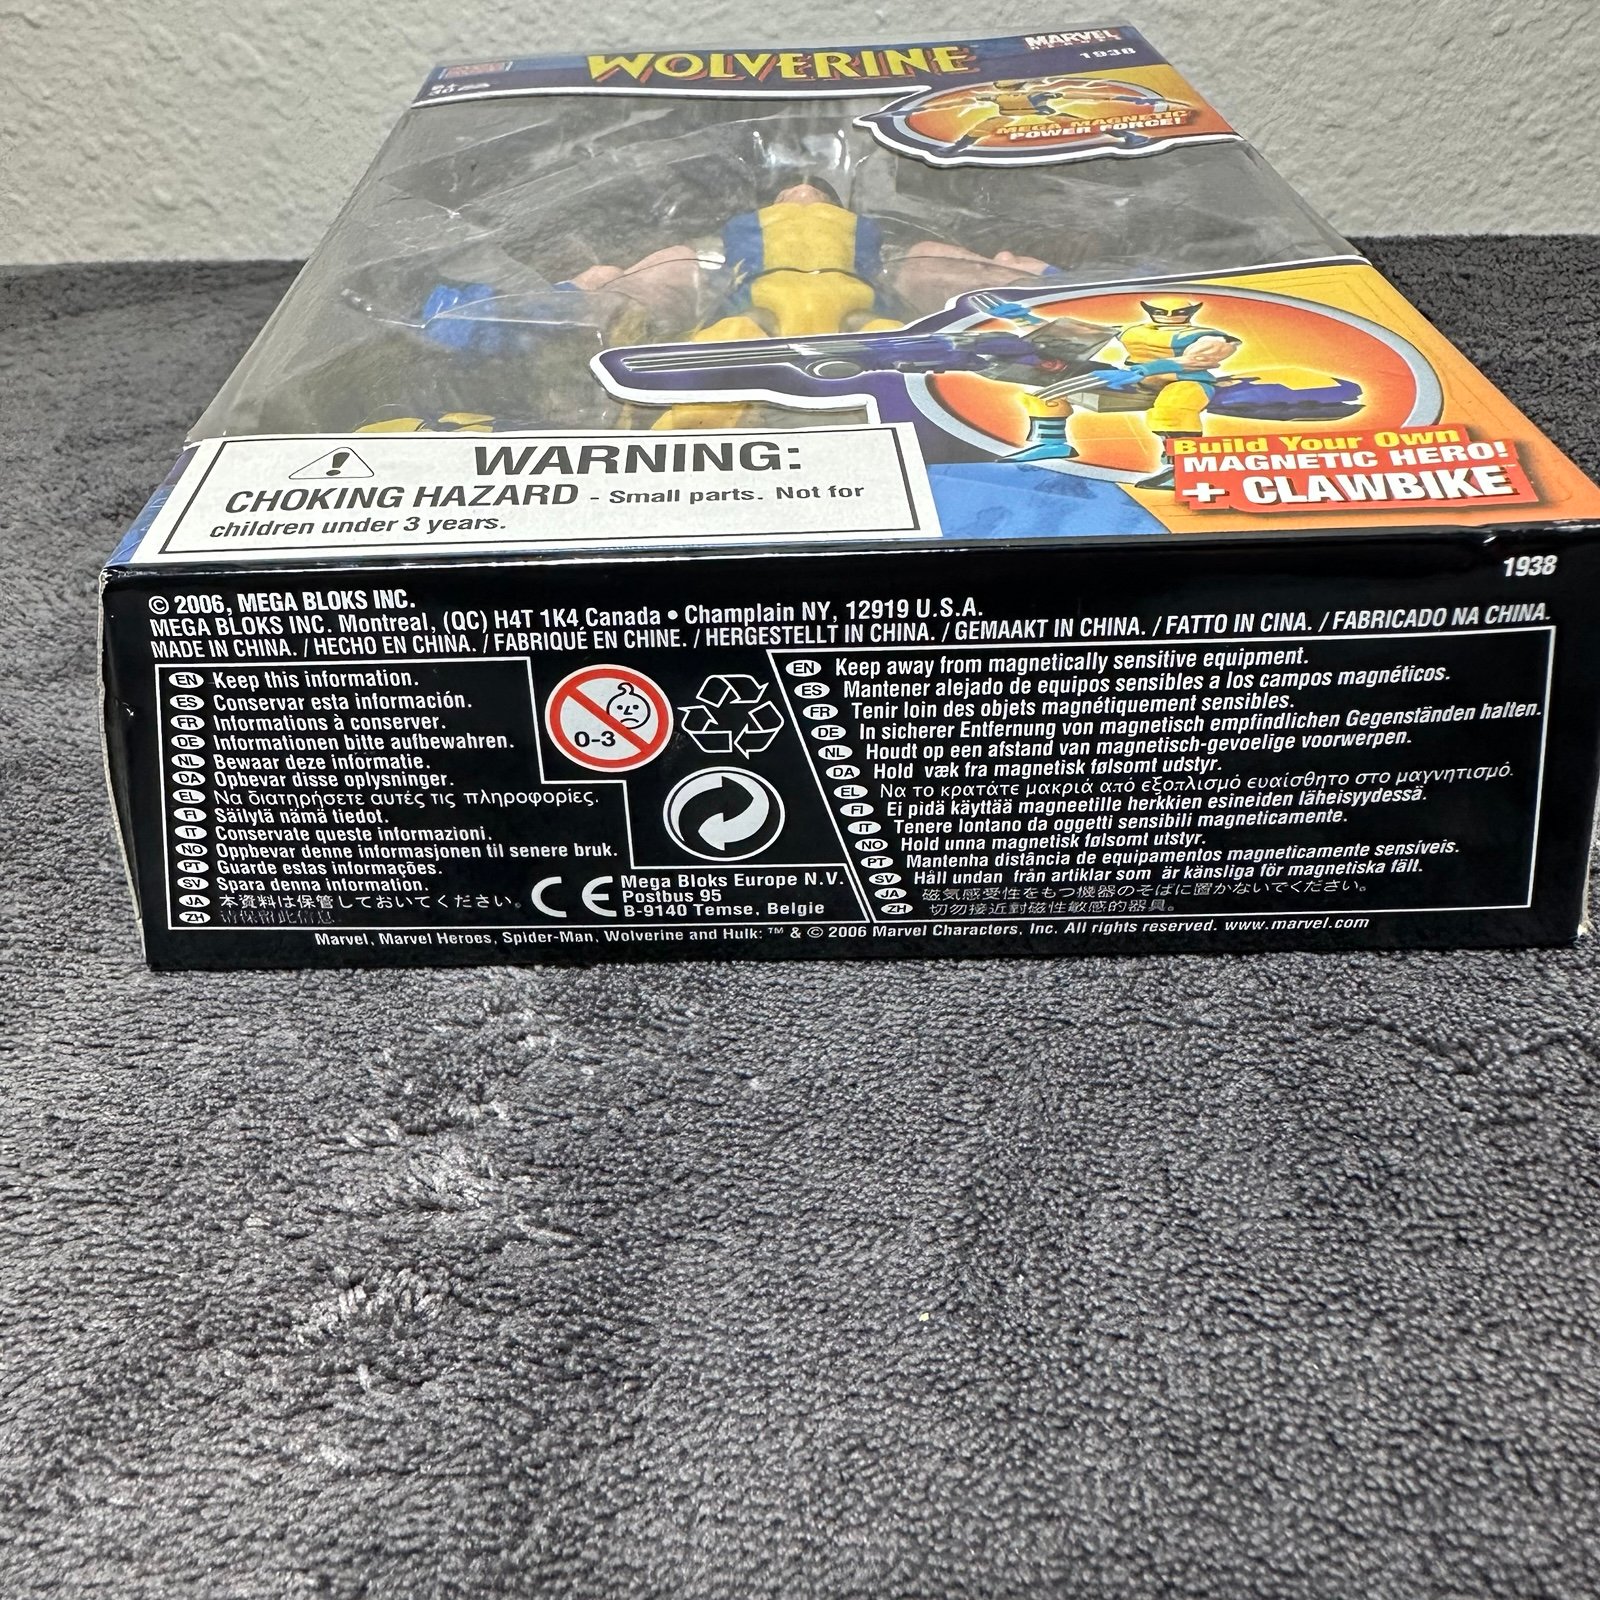 WOLVERINE
MARVEL
HEROES
1938
MEGA MAGNETIC
POWER FORCE!
Build Your Own
MAGNETIC HERO!
+ CLAWBIKE
WARNING:
CHOKING HAZARD - Small parts. Not for
children under 3 years.
1938
© 2006, MEGA BLOKS INC.
MEGA BLOKS INC. Montreal, (QC) H4T 1K4 Canada • Champlain NY, 12919 U.S.A.
MADE IN CHINA. / HECHO EN CHINA. / FABRIQUÉ EN CHINE. / HERGESTELLT IN CHINA. / GEMAAKT IN CHINA. / FATTO IN CINA. / FABRICADO NA CHINA.
EN Keep this information.
ES Conservar esta información.
FR Informations à conserver.
DE Informationen bitte aufbewahren.
NL Bewaar deze informatie.
DA Opbevar disse oplysninger.
EL Να διατηρήσετε αυτές τις πληροφορίες.
FI Säilytä nämä tiedot.
IT Conservate queste informazioni.
NO Oppbevar denne informasjonen til senere bruk.
PT Guarde estas informações.
SV Spara denna information.
JA 本資料は保管しておいてください。
ZH 请保留此信息.
0-3
CE
Mega Bloks Europe N.V.
Postbus 95
B-9140 Temse, Belgie
EN Keep away from magnetically sensitive equipment.
ES Mantener alejado de equipos sensibles a los campos magnéticos.
FR Tenir loin des objets magnétiquement sensibles.
DE In sicherer Entfernung von magnetisch empfindlichen Gegenständen halten.
NL Houdt op een afstand van magnetisch-gevoelige voorwerpen.
DA Hold væk fra magnetisk følsomt udstyr.
EL Να το κρατάτε μακριά από εξοπλισμό ευαίσθητο στο μαγνητισμό.
FI Ei pidä käyttää magneetille herkkien esineiden läheisyydessä.
IT Tenere lontano da oggetti sensibili magneticamente.
NO Hold unna magnetisk følsomt utstyr.
PT Mantenha distância de equipamentos magneticamente sensíveis.
SV Håll undan från artiklar som är känsliga för magnetiska fält.
JA 磁気感受性をもつ機器のそばに置かないでください。
ZH 切勿接近對磁性敏感的器具。
Marvel, Marvel Heroes, Spider-Man, Wolverine and Hulk: ™ & © 2006 Marvel Characters, Inc. All rights reserved. www.marvel.com